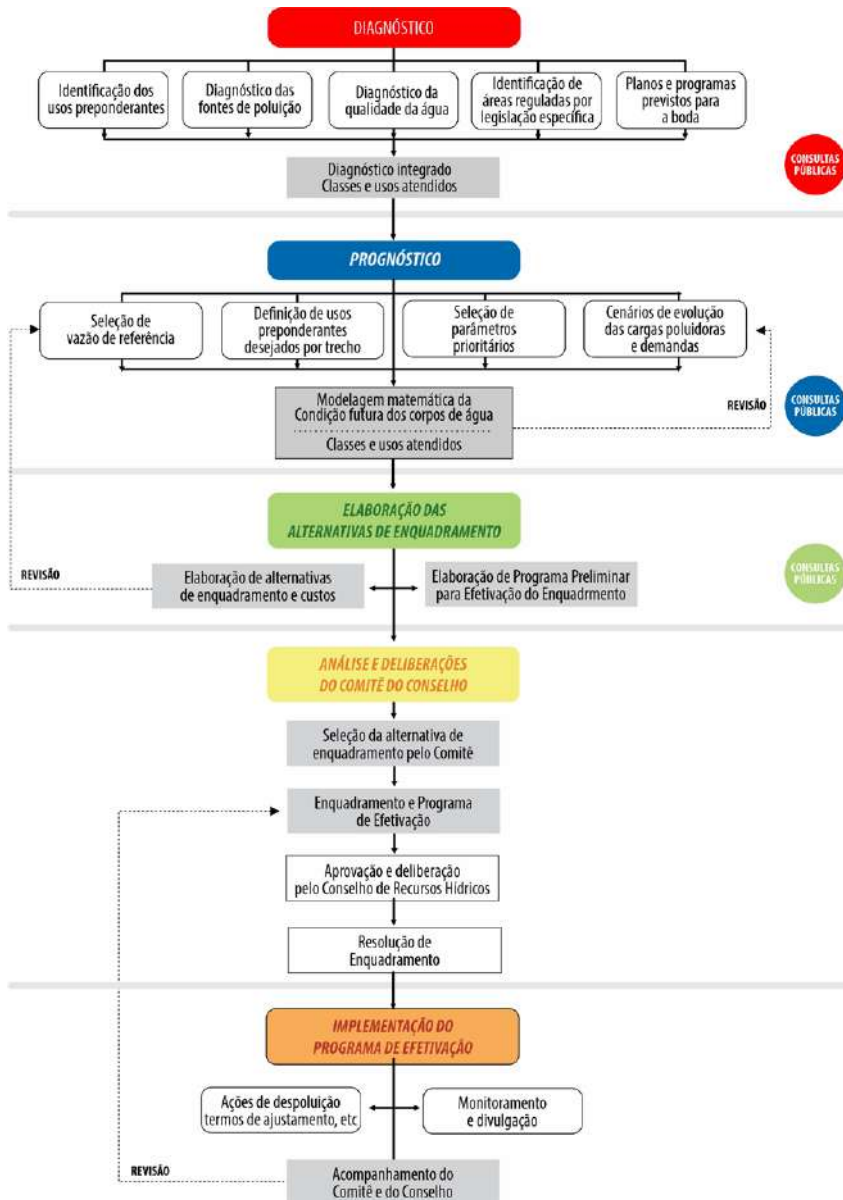 DIAGNÓSTICO
Identificação dos
usos preponderantes
Diagnóstico das
fontes de poluição
Diagnóstico da
qualidade da água
Identificação de
áreas reguladas por
legislação específica
Planos e programas
previstos para
a boda
CONSULTAS
PÚBLICAS
Diagnóstico integrado
Classes e usos atendidos
PROGNÓSTICO
Seleção de
vazão de referência
Definição de usos
preponderantes
desejados por trecho
Seleção de
parâmetros
prioritários
Cenários de evolução
das cargas poluidoras
e demandas
Modelagem matemática da
Condição futura dos corpos de água
Classes e usos atendidos
REVISÃO
CONSULTAS
PÚBLICAS
ELABORAÇÃO DAS
ALTERNATIVAS DE ENQUADRAMENTO
REVISÃO
Elaboração de alternativas
de enquadramento e custos
Elaboração de Programa Preliminar
para Efetivação do Enquadrmento
CONSULTAS
PÚBLICAS
ANÁLISE E DELIBERAÇÕES
DO COMITÊ DO CONSELHO
Seleção da alternativa de
enquadramento pelo Comitê
Enquadramento e Programa
de Efetivação
Aprovação e deliberação
pelo Conselho de Recursos Hídricos
Resolução de
Enquadramento
IMPLEMENTAÇÃO DO
PROGRAMA DE EFETIVAÇÃO
Ações de despoluição
termos de ajustamento, etc
Monitoramento
e divulgação
REVISÃO
Acompanhamento do
Comitê e do Conselho